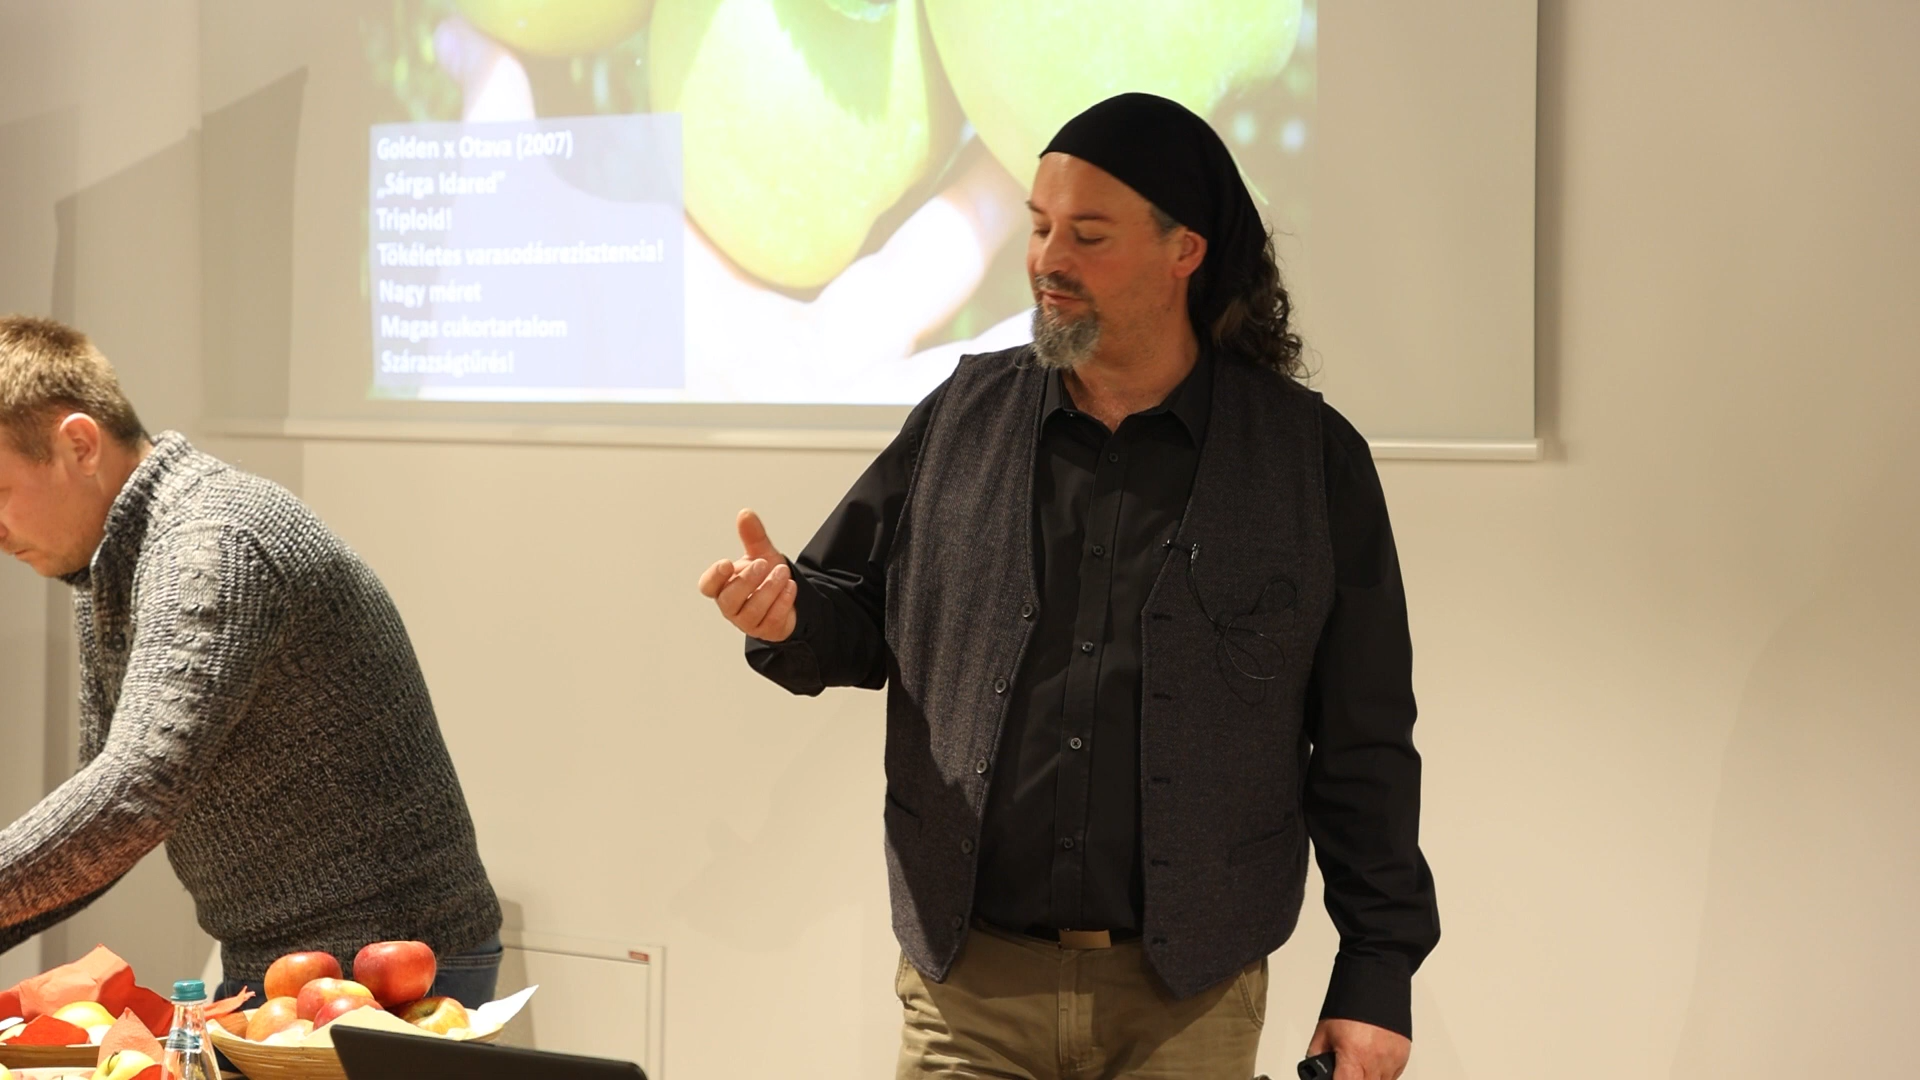 Golden x Otava (2007)
„Sárga Idared”
Triploid!
Tökéletes varasodásrezisztencia!
Nagy méret
Magas cukortartalom
Szárazságtűrés!